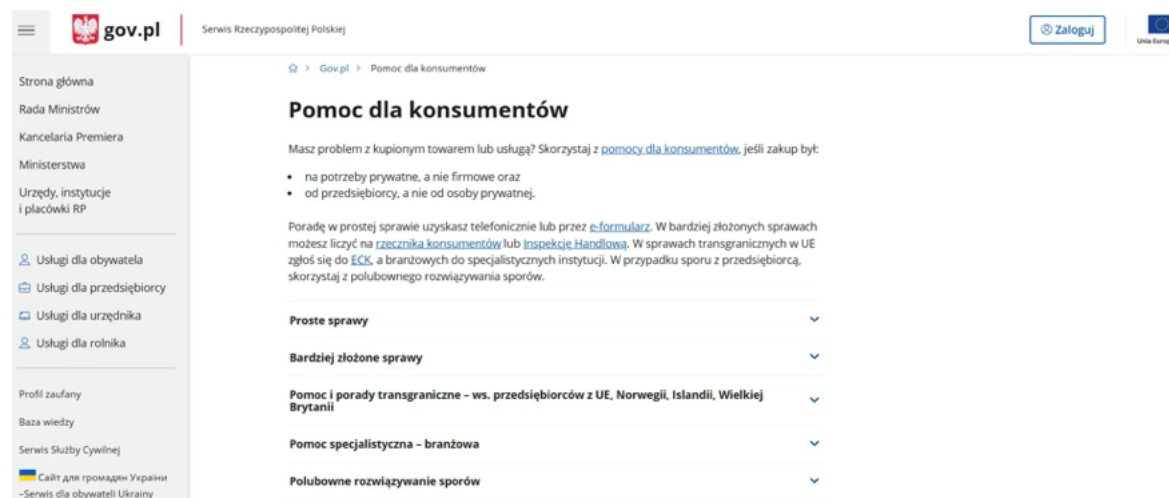 gov.pl
Serwis Rzeczypospolitej Polskiej
Zaloguj
Strona główna
Rada Ministrów
Kancelaria Premiera
Ministerstwa
Urzędy, instytucje
i placówki RP
Usługi dla obywatela
Usługi dla przedsiębiorcy
Usługi dla urzędnika
Usługi dla rolnika
Profil zaufany
Baza wiedzy
Serwis Służby Cywilnej
Сайт для громадян України
–Serwis dla obywateli Ukrainy
Unia Europ
> Gov.pl > Pomoc dla konsumentów
Pomoc dla konsumentów
Masz problem z kupionym towarem lub usługą? Skorzystaj z pomocy dla konsumentów, jeśli zakup był:
• na potrzeby prywatne, a nie firmowe oraz
• od przedsiębiorcy, a nie od osoby prywatnej.
Poradę w prostej sprawie uzyskasz telefonicznie lub przez e-formularz. W bardziej złożonych sprawach
możesz liczyć na rzecznika konsumentów lub Inspekcję Handlową. W sprawach transgranicznych w UE
zgłoś się do ECK, a branżowych do specjalistycznych instytucji. W przypadku sporu z przedsiębiorcą,
skorzystaj z polubownego rozwiązywania sporów.
Proste sprawy
Bardziej złożone sprawy
Pomoc i porady transgraniczne – ws. przedsiębiorców z UE, Norwegii, Islandii, Wielkiej
Brytanii
Pomoc specjalistyczna – branżowa
Polubowne rozwiązywanie sporów